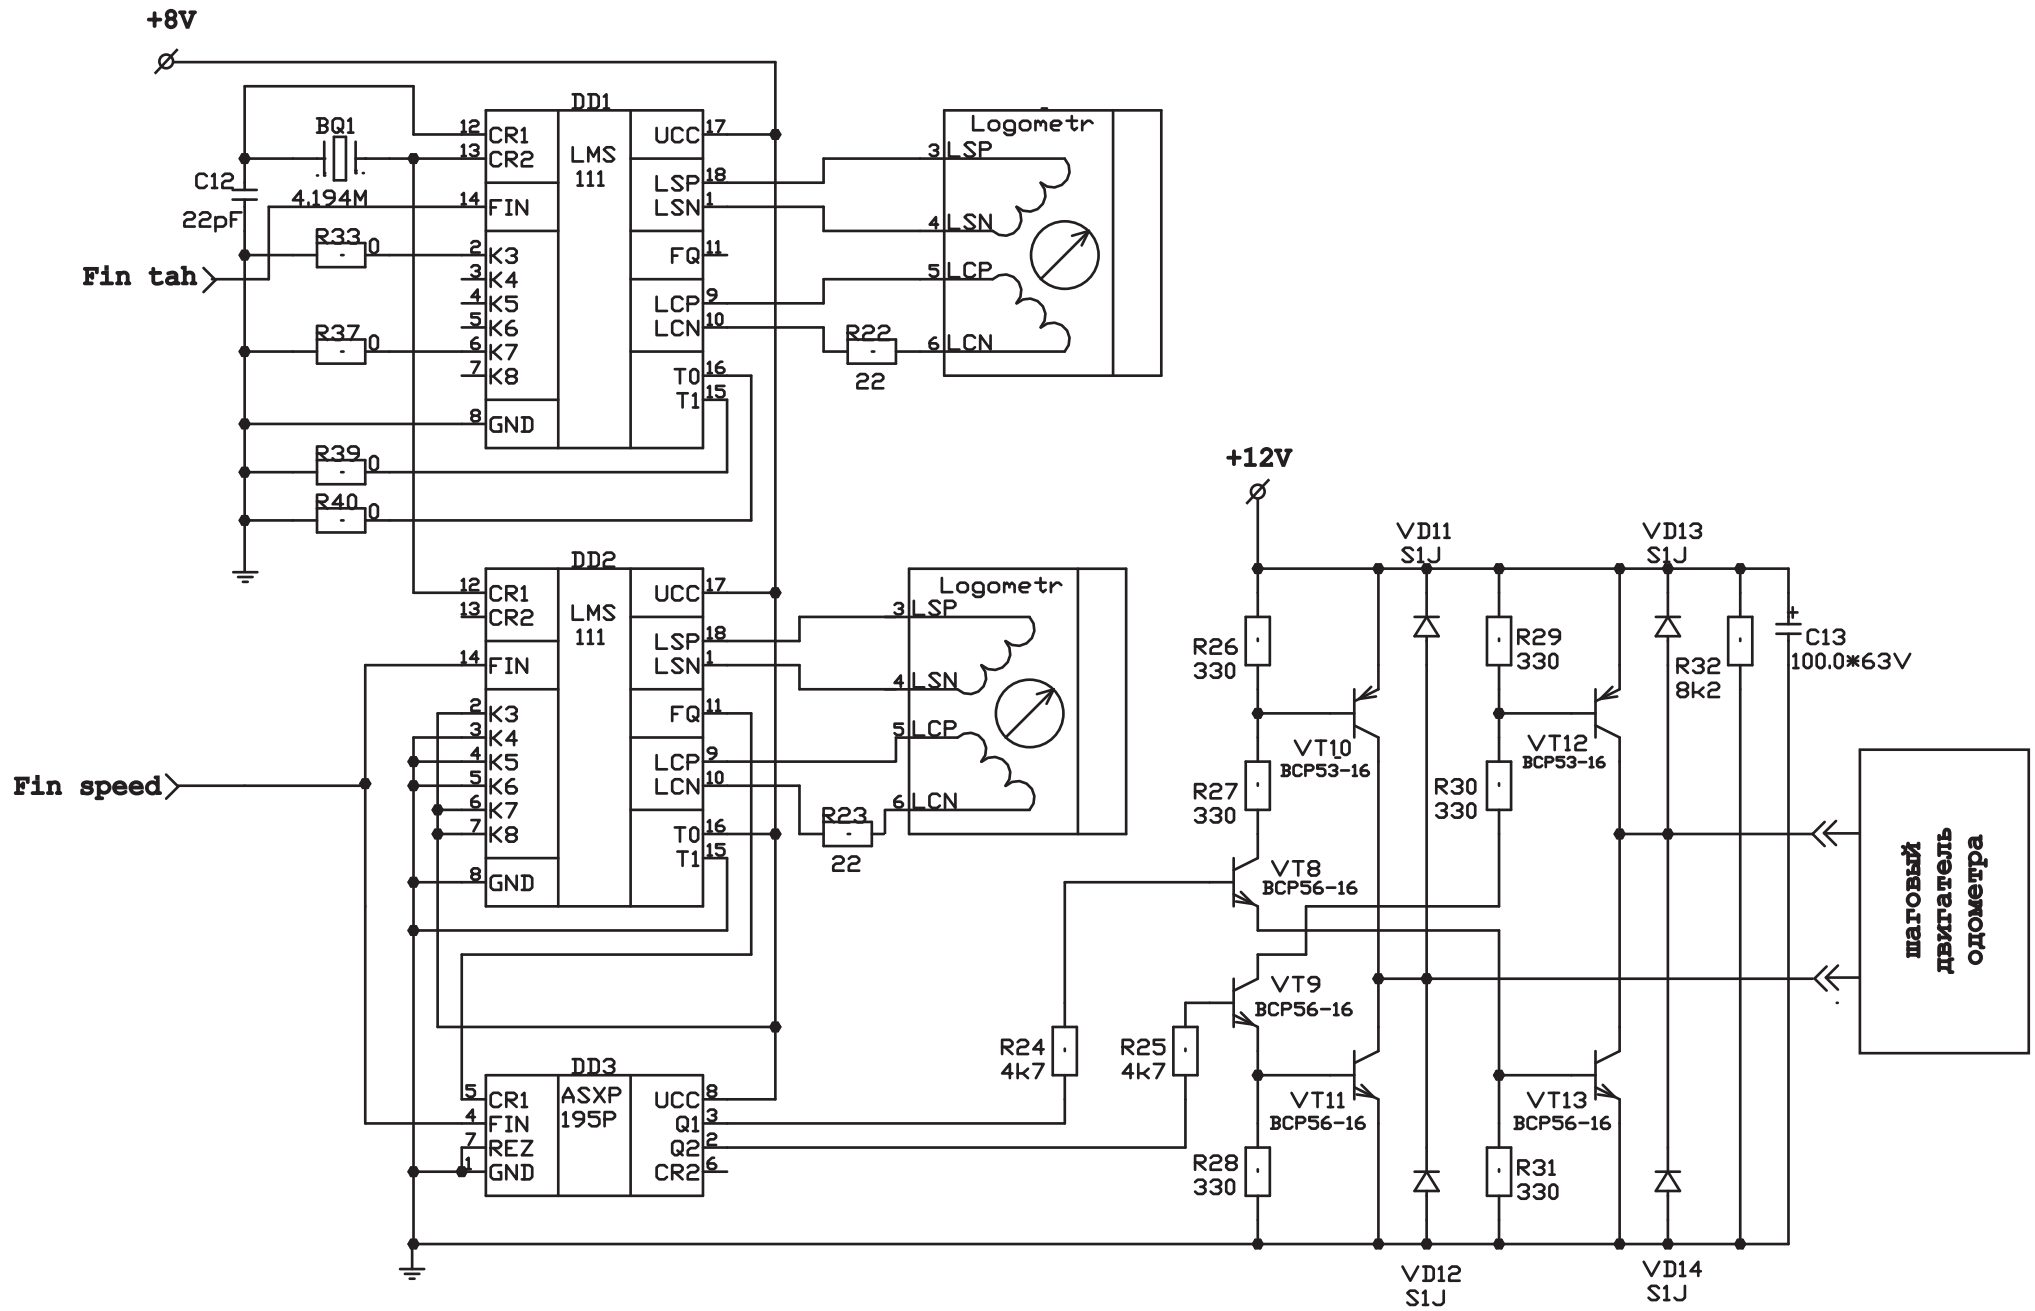 +8V
DD1
BQ1
4,194M
C12
22pF
Fin tah
R33 0
R37 0
R39 0
R40 0
12 CR1
13 CR2
14 FIN
2 K3
3 K4
4 K5
5 K6
6 K7
7 K8
8 GND
LMS
111
UCC 17
LSP 18
LSN 1
FQ 11
LCP 9
LCN 10
T0 16
T1 15
R22
22
Logometr
3 LSP
4 LSN
5 LCP
6 LCN
DD2
12 CR1
13 CR2
14 FIN
2 K3
3 K4
4 K5
5 K6
6 K7
7 K8
8 GND
LMS
111
UCC 17
LSP 18
LSN 1
FQ 11
LCP 9
LCN 10
T0 16
T1 15
R23
22
Logometr
3 LSP
4 LSN
5 LCP
6 LCN
Fin speed
DD3
5 CR1
4 FIN
7 REZ
1 GND
ASXP
195P
UCC 8
Q1 3
Q2 2
CR2 6
+12V
VD11
S1J
VD13
S1J
R26
330
R29
330
R32
8k2
+
C13
100.0*63V
VT10
BCP53-16
VT12
BCP53-16
R27
330
R30
330
VT8
BCP56-16
VT9
BCP56-16
R24
4k7
R25
4k7
VT11
BCP56-16
VT13
BCP56-16
R28
330
R31
330
VD12
S1J
VD14
S1J
шаговый
двигатель
одометра